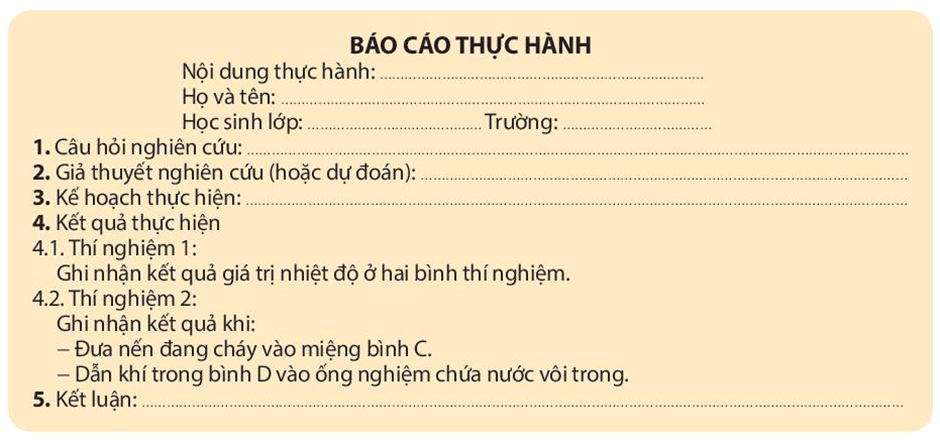 BÁO CÁO THỰC HÀNH
Nội dung thực hành: ..............................................................................
Họ và tên: ......................................................................................................
Học sinh lớp: .......................................... Trường: ....................................
1. Câu hỏi nghiên cứu: ................................................................................................................................
2. Giả thuyết nghiên cứu (hoặc dự đoán): ......................................................................................
3. Kế hoạch thực hiện: ................................................................................................................................
4. Kết quả thực hiện
4.1. Thí nghiệm 1:
Ghi nhận kết quả giá trị nhiệt độ ở hai bình thí nghiệm.
4.2. Thí nghiệm 2:
Ghi nhận kết quả khi:
– Đưa nến đang cháy vào miệng bình C.
– Dẫn khí trong bình D vào ống nghiệm chứa nước vôi trong.
5. Kết luận: ................................................................................................................................